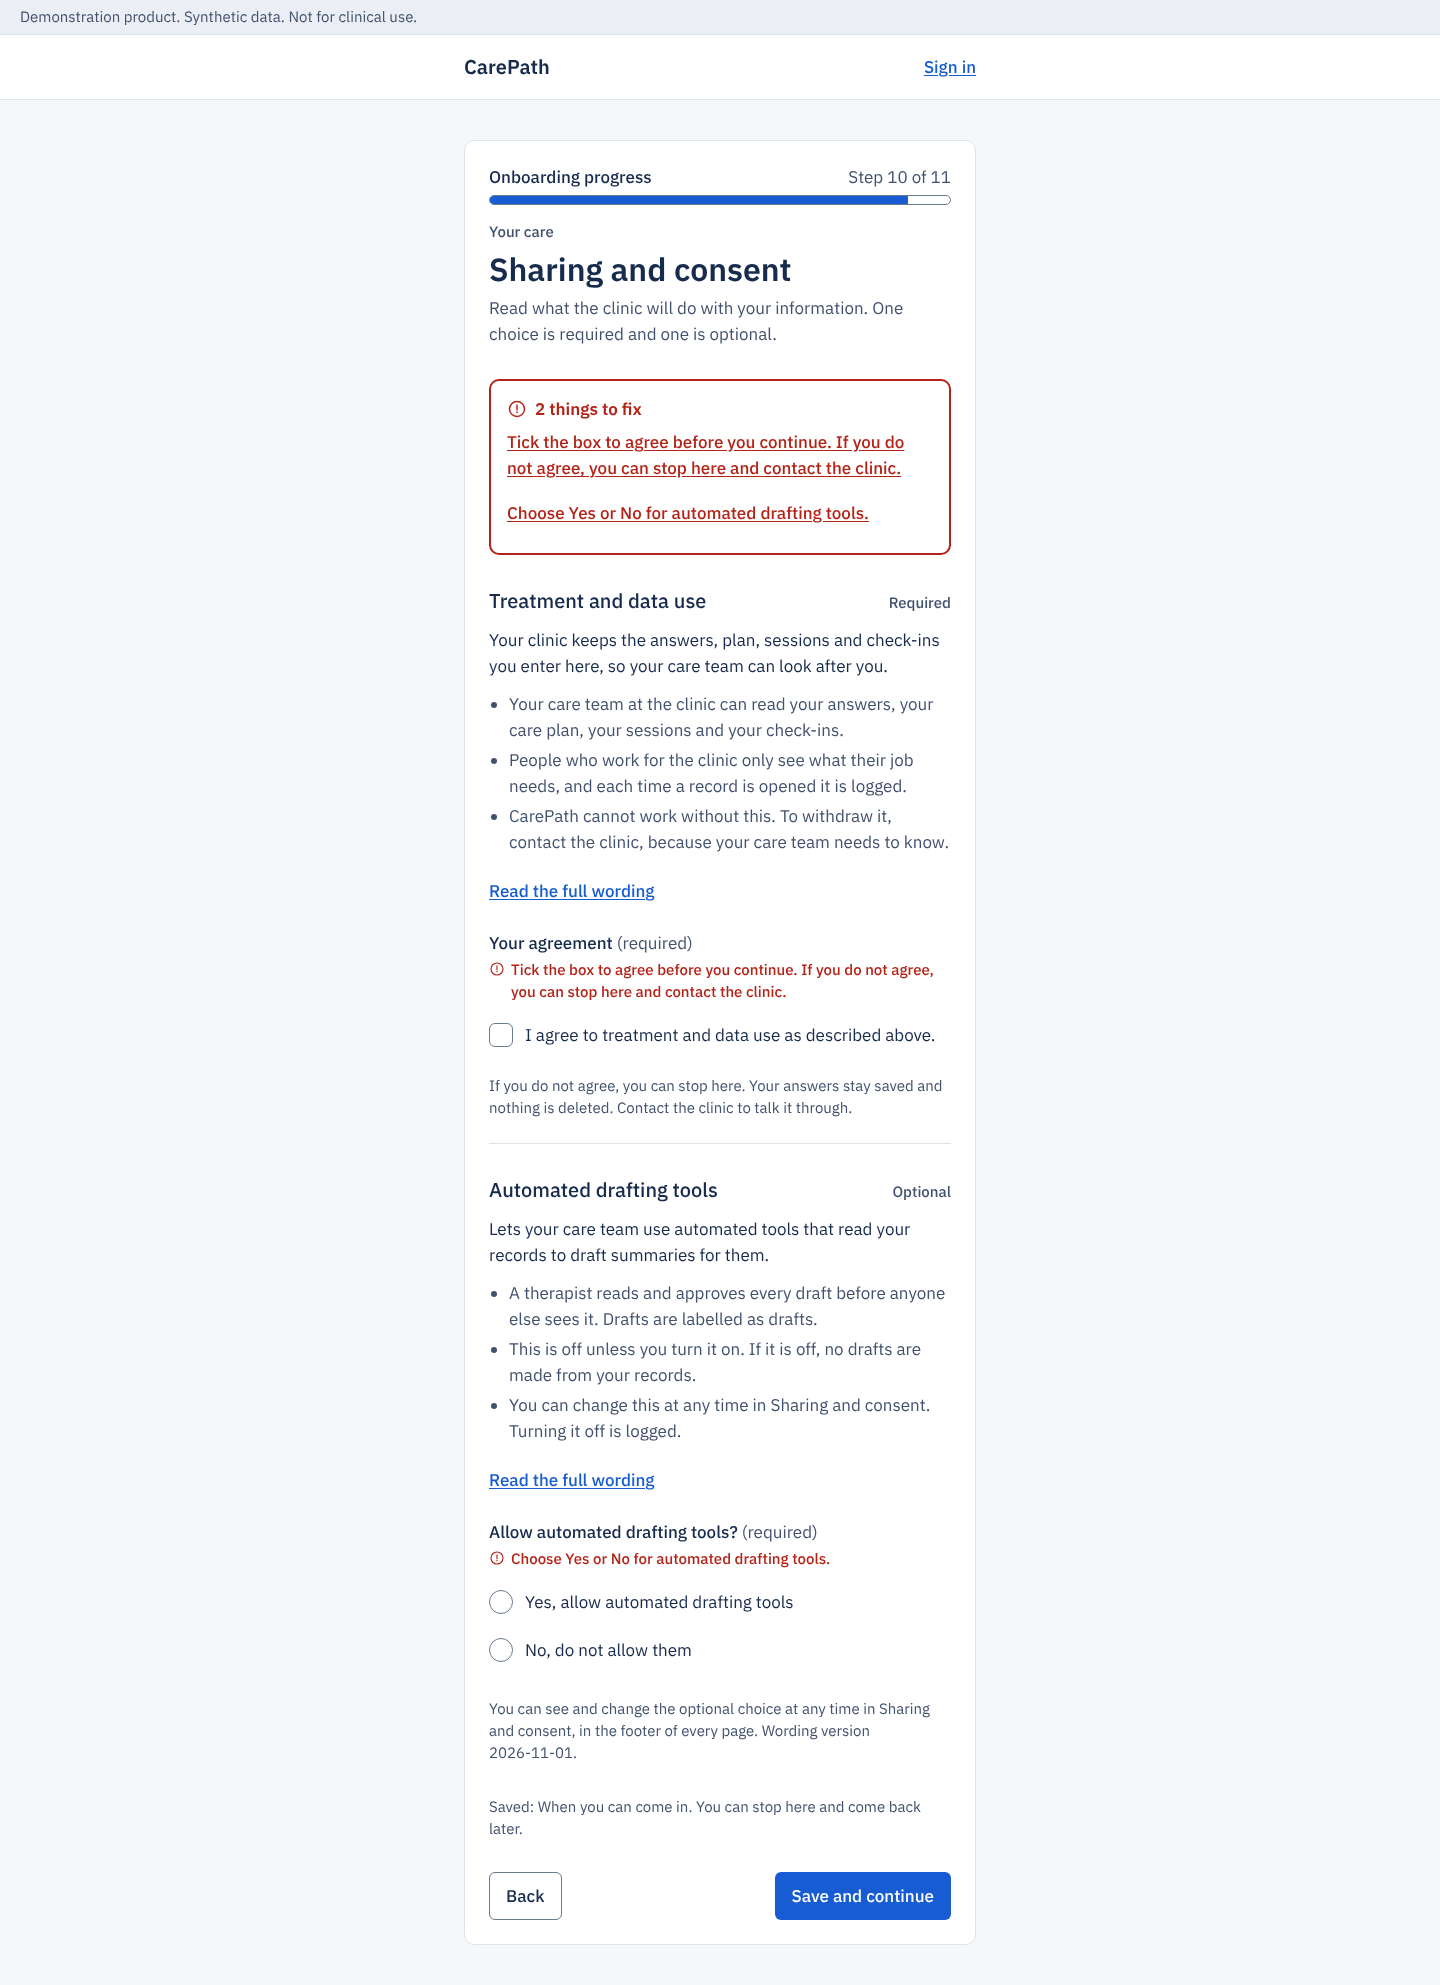 Demonstration product. Synthetic data. Not for clinical use.
CarePath
Sign in
Onboarding progress
Step 10 of 11
Your care
Sharing and consent
Read what the clinic will do with your information. One
choice is required and one is optional.
2 things to fix
Tick the box to agree before you continue. If you do
not agree, you can stop here and contact the clinic.
Choose Yes or No for automated drafting tools.
Treatment and data use
Required
Your clinic keeps the answers, plan, sessions and check-ins
you enter here, so your care team can look after you.
• Your care team at the clinic can read your answers, your
care plan, your sessions and your check-ins.
• People who work for the clinic only see what their job
needs, and each time a record is opened it is logged.
• CarePath cannot work without this. To withdraw it,
contact the clinic, because your care team needs to know.
Read the full wording
Your agreement (required)
Tick the box to agree before you continue. If you do not agree,
you can stop here and contact the clinic.
I agree to treatment and data use as described above.
If you do not agree, you can stop here. Your answers stay saved and
nothing is deleted. Contact the clinic to talk it through.
Automated drafting tools
Optional
Lets your care team use automated tools that read your
records to draft summaries for them.
• A therapist reads and approves every draft before anyone
else sees it. Drafts are labelled as drafts.
• This is off unless you turn it on. If it is off, no drafts are
made from your records.
• You can change this at any time in Sharing and consent.
Turning it off is logged.
Read the full wording
Allow automated drafting tools? (required)
Choose Yes or No for automated drafting tools.
Yes, allow automated drafting tools
No, do not allow them
You can see and change the optional choice at any time in Sharing
and consent, in the footer of every page. Wording version
2026-11-01.
Saved: When you can come in. You can stop here and come back
later.
Back
Save and continue